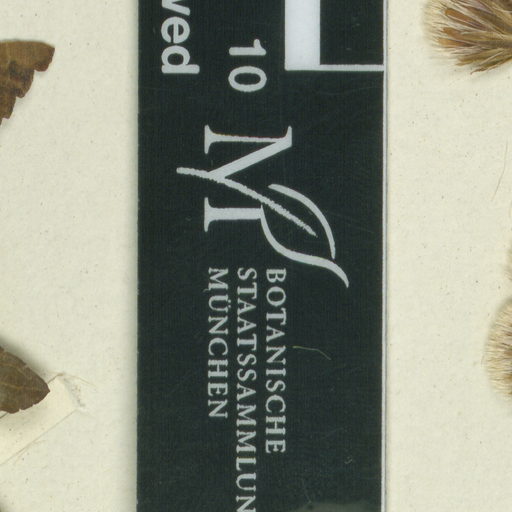 ved
10
M
BOTANISCHE
STAATSSAMMLUN
MÜNCHEN